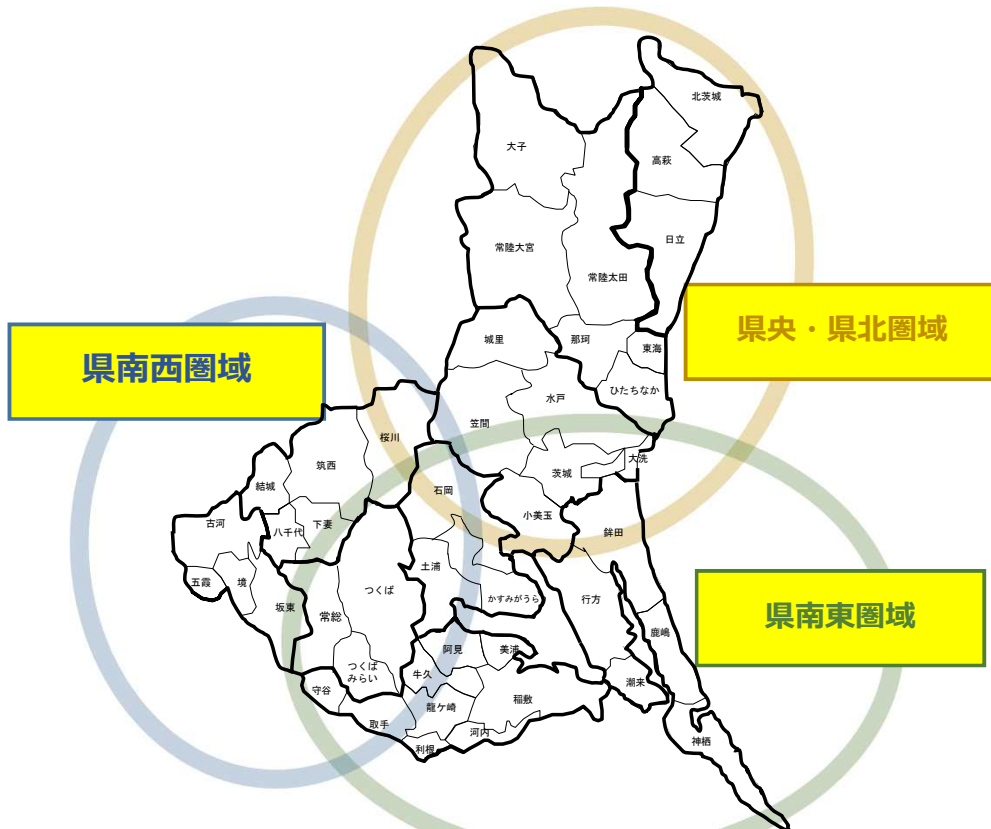 北茨城
大子
高萩
日立
常陸大宮
常陸太田
県央・県北圏域
城里
那珂
東海
県南西圏域
ひたちなか
水戸
笠間
桜川
筑西
大洗
茨城
結城
石岡
小美玉
古河
八千代
下妻
鉾田
土浦
五霞
境
つくば
かすみがうら
行方
坂東
常総
県南東圏域
鹿嶋
阿見
美浦
つくば
みらい
牛久
潮来
守谷
稲敷
龍ケ崎
取手
河内
神栖
利根